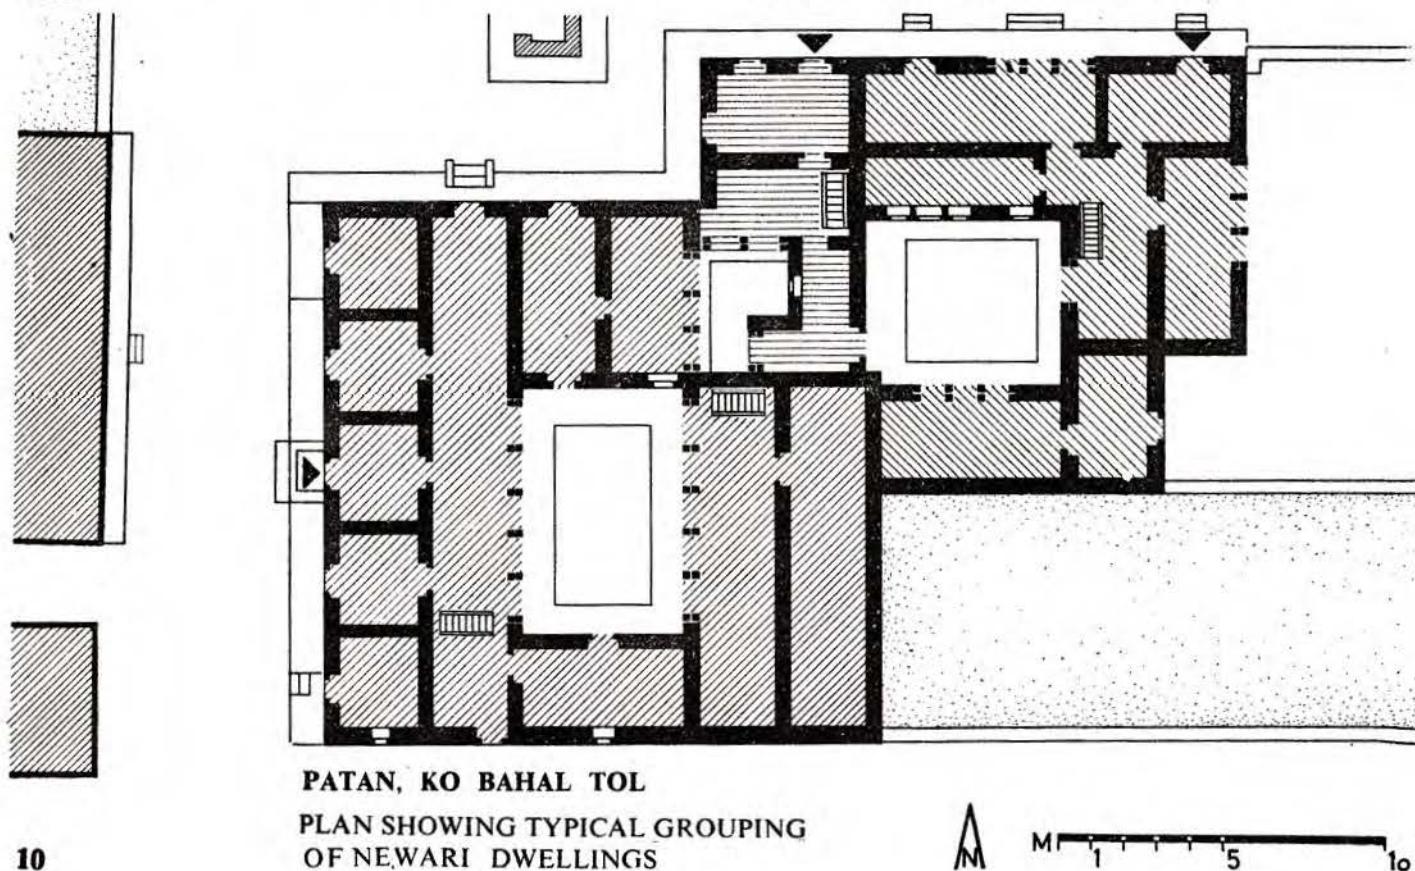 PATAN, KO BAHAL TOL
PLAN SHOWING TYPICAL GROUPING
OF NEWARI DWELLINGS
10
N
M 1 5 10